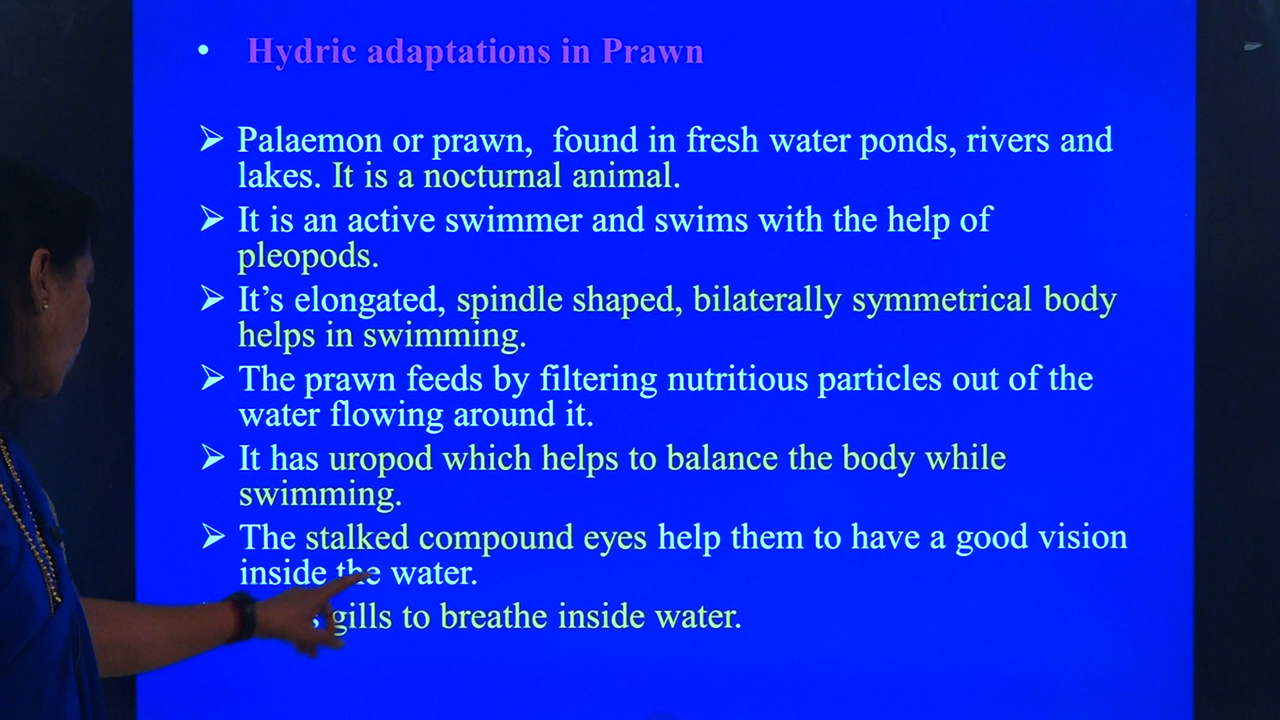 • Hydric adaptations in Prawn
➢ Palaemon or prawn, found in fresh water ponds, rivers and
lakes. It is a nocturnal animal.
➢ It is an active swimmer and swims with the help of
pleopods.
➢ It’s elongated, spindle shaped, bilaterally symmetrical body
helps in swimming.
➢ The prawn feeds by filtering nutritious particles out of the
water flowing around it.
➢ It has uropod which helps to balance the body while
swimming.
➢ The stalked compound eyes help them to have a good vision
inside the water.
gills to breathe inside water.